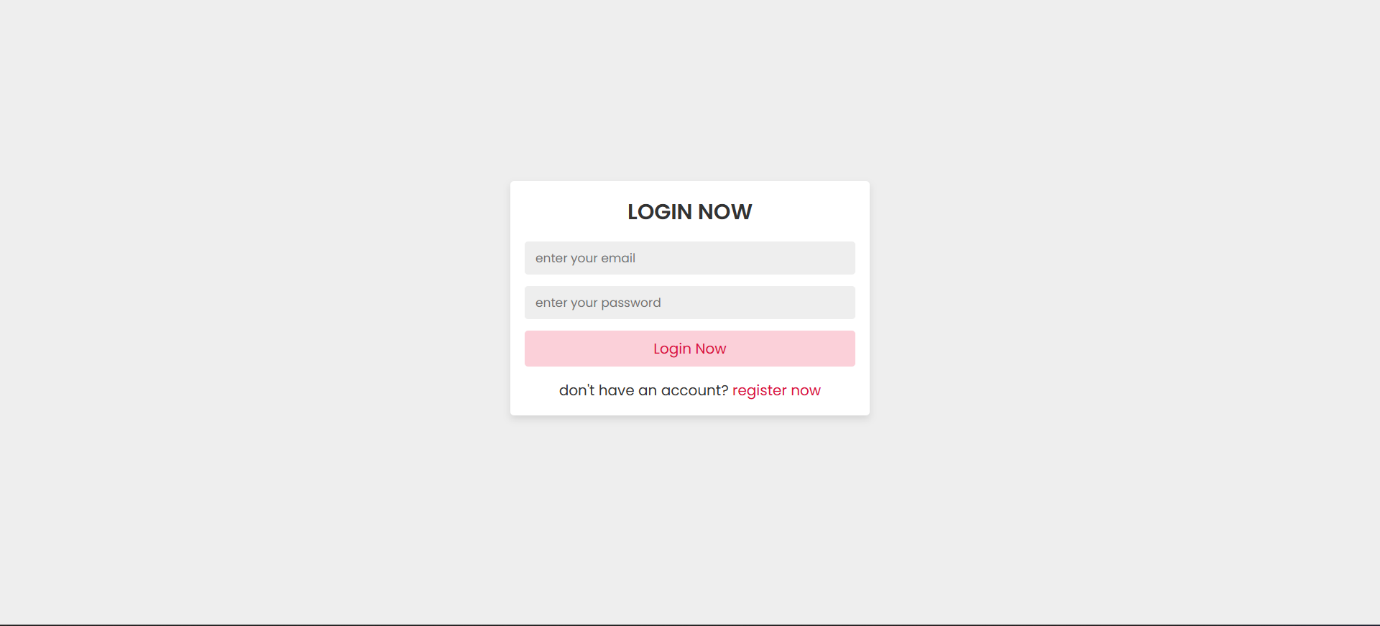 LOGIN NOW
enter your email
enter your password
Login Now
don't have an account? register now